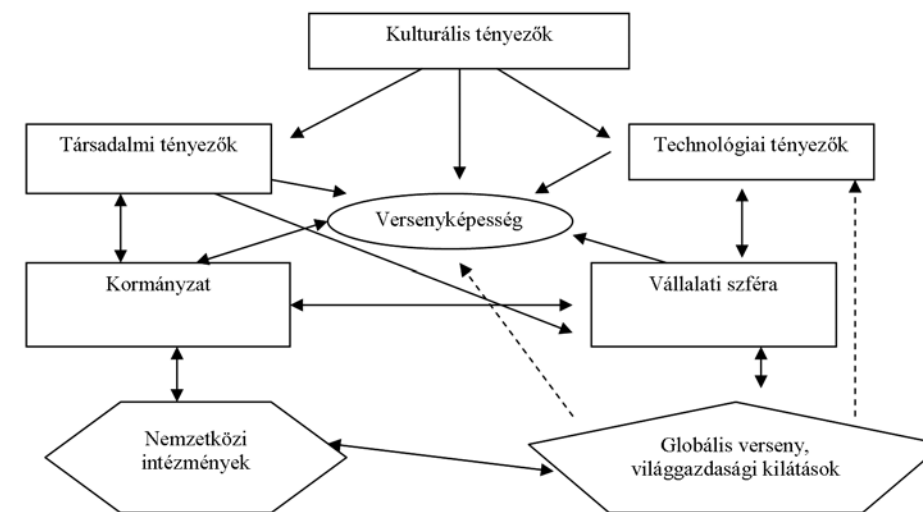 Kulturális tényezők
Társadalmi tényezők
Technológiai tényezők
Versenyképesség
Kormányzat
Vállalati szféra
Nemzetközi
intézmények
Globális verseny,
világgazdasági kilátások